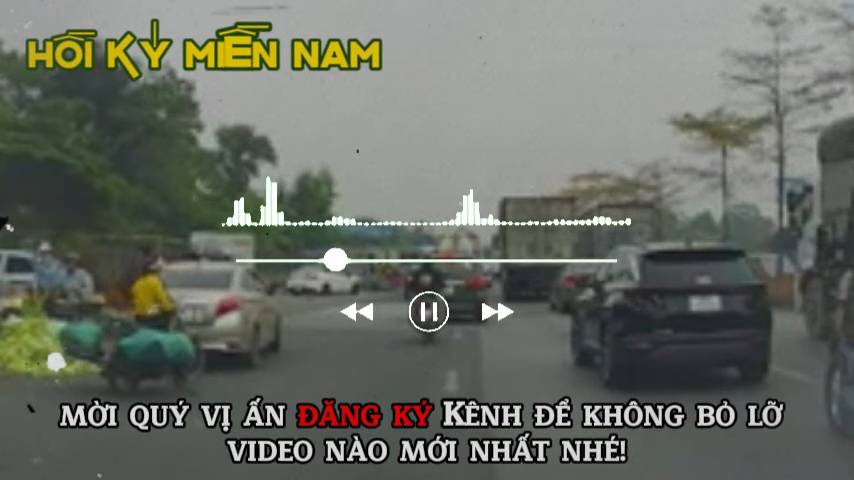 HỒI KÝ MIỀN NAM
MỜI QUÝ VỊ ẤN ĐĂNG KÝ KÊNH ĐỂ KHÔNG BỎ LỠ
VIDEO NÀO MỚI NHẤT NHÉ!